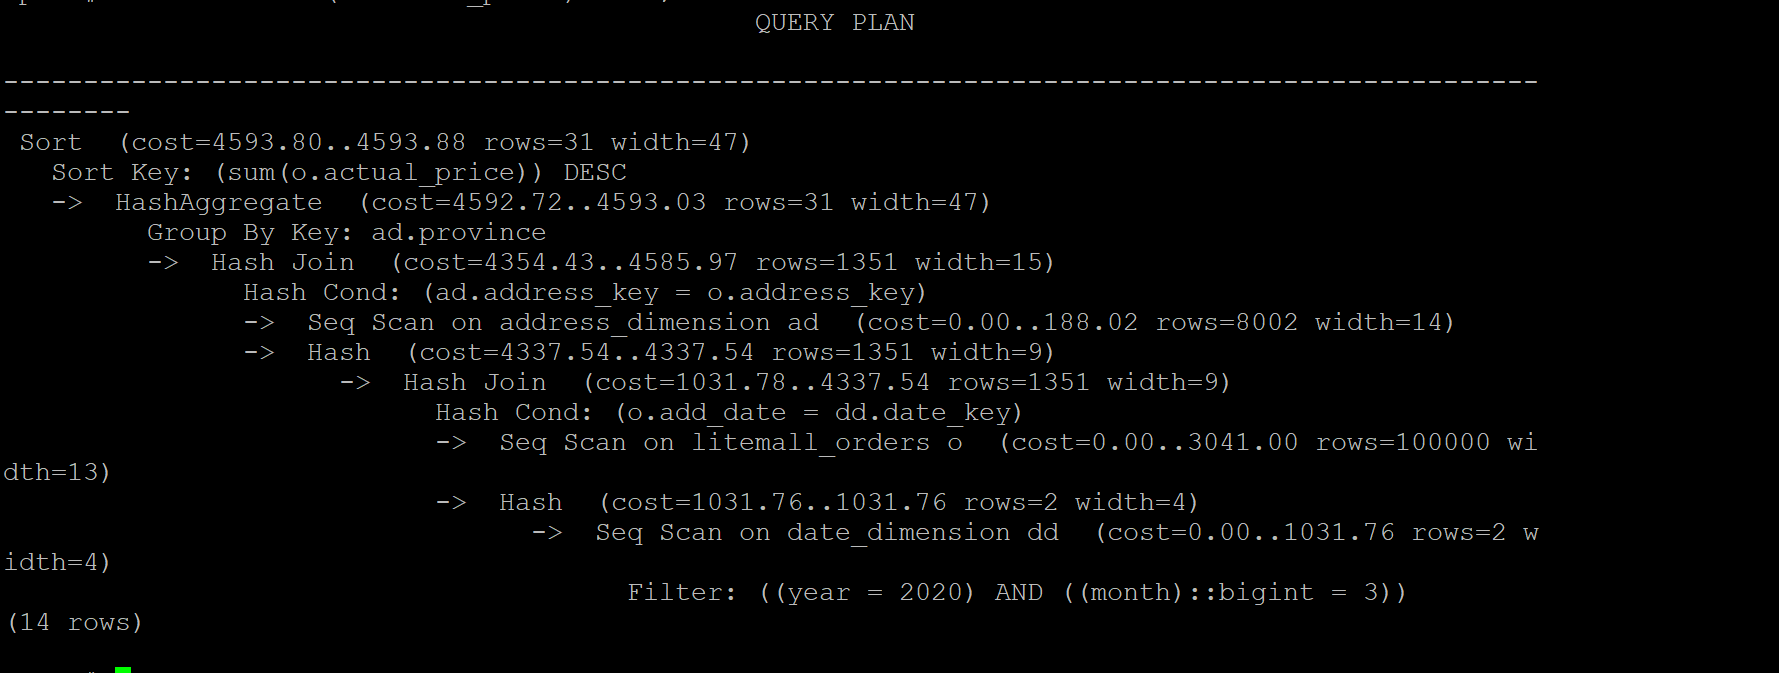 QUERY PLAN
------------------------------------------------------------------------------------------------
--------
Sort  (cost=4593.80..4593.88 rows=31 width=47)
Sort Key: (sum(o.actual_price)) DESC
->  HashAggregate  (cost=4592.72..4593.03 rows=31 width=47)
Group By Key: ad.province
->  Hash Join  (cost=4354.43..4585.97 rows=1351 width=15)
Hash Cond: (ad.address_key = o.address_key)
->  Seq Scan on address_dimension ad  (cost=0.00..188.02 rows=8002 width=14)
->  Hash  (cost=4337.54..4337.54 rows=1351 width=9)
->  Hash Join  (cost=1031.78..4337.54 rows=1351 width=9)
Hash Cond: (o.add_date = dd.date_key)
->  Seq Scan on litemall_orders o  (cost=0.00..3041.00 rows=100000 wi
dth=13)
->  Hash  (cost=1031.76..1031.76 rows=2 width=4)
->  Seq Scan on date_dimension dd  (cost=0.00..1031.76 rows=2 w
idth=4)
Filter: ((year = 2020) AND ((month)::bigint = 3))
(14 rows)